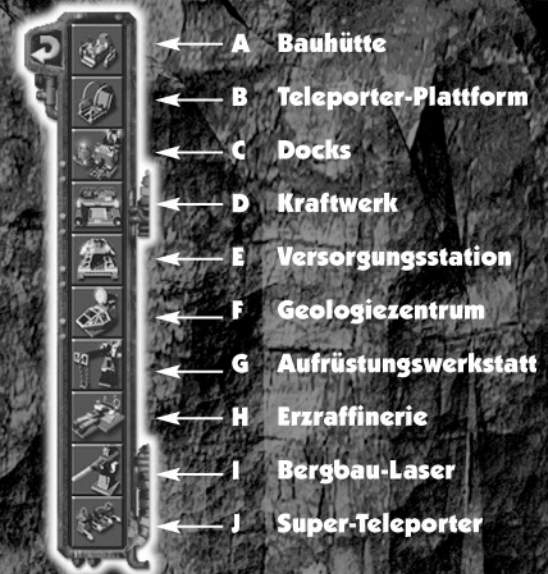 A Bauhütte
B Teleporter-Plattform
C Docks
D Kraftwerk
E Versorgungsstation
F Geologiezentrum
G Aufrüstungswerkstatt
H Erzraffinerie
I Bergbau-Laser
J Super-Teleporter